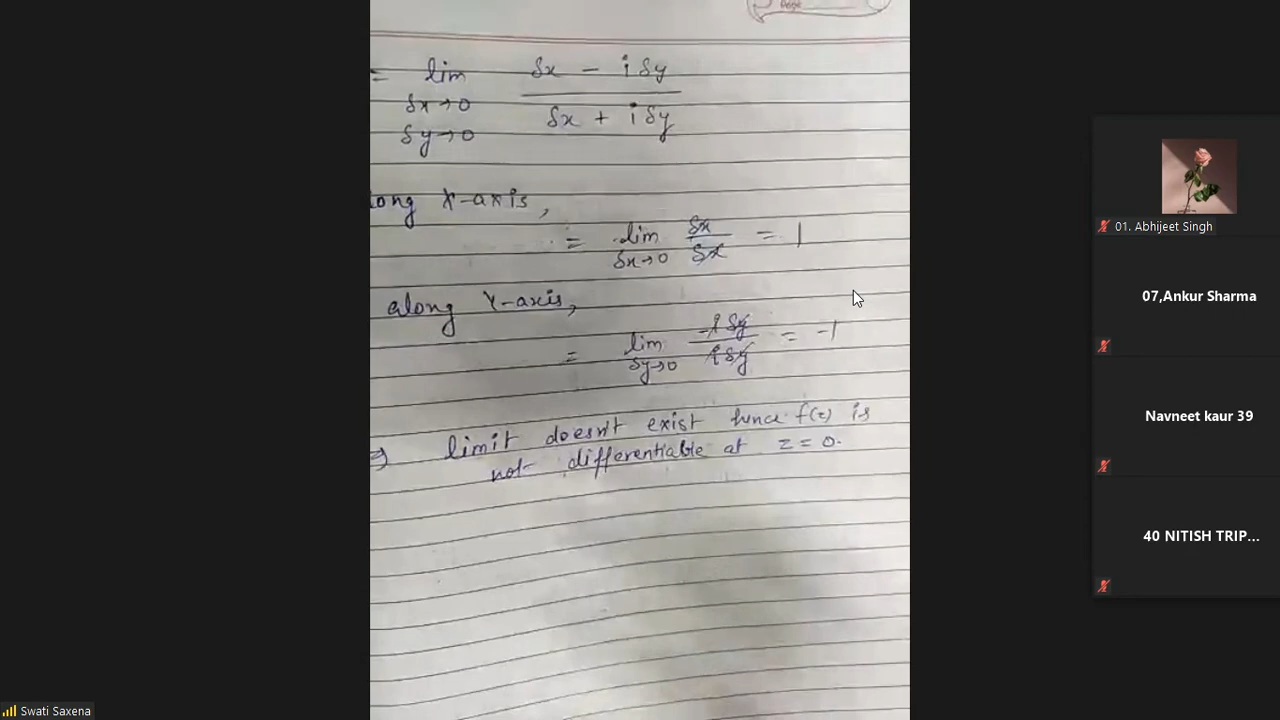 = lim δx - iδy
δx→0 δx + iδy
δy→0
long X-axis,
= lim δx = 1
δx→0 δx
along Y-axis,
= lim -iδy = -1
δy→0 iδy
⇒ limit doesn't exist hence f(z) is
not differentiable at z = 0.
01. Abhijeet Singh
07,Ankur Sharma
Navneet kaur 39
40 NITISH TRIP...
Swati Saxena